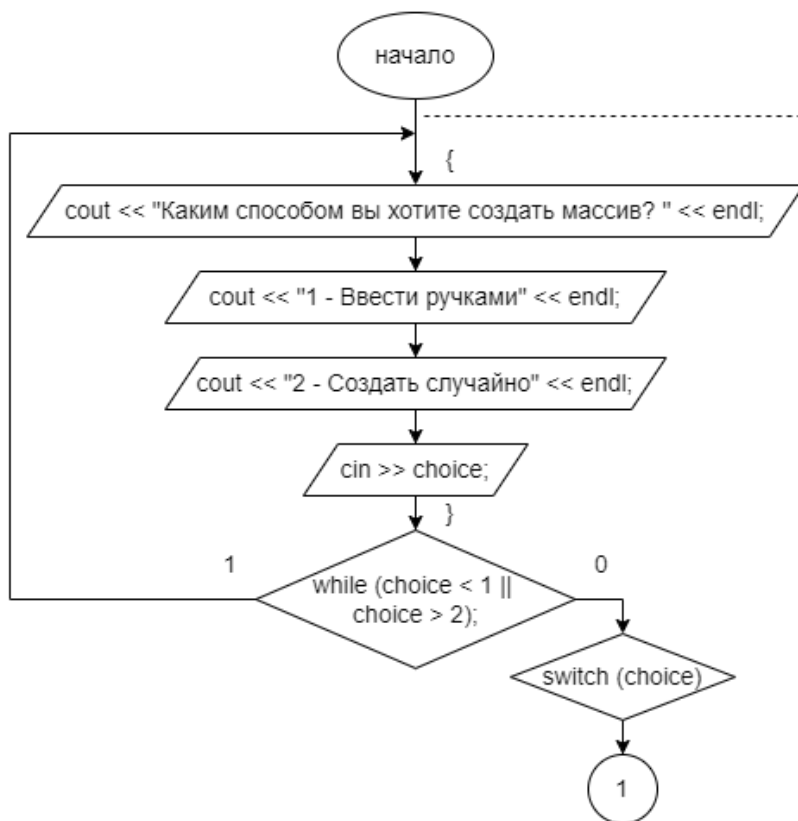 начало
{
cout << "Каким способом вы хотите создать массив? " << endl;
cout << "1 - Ввести ручками" << endl;
cout << "2 - Создать случайно" << endl;
cin >> choice;
}
1
0
while (choice < 1 ||
choice > 2);
switch (choice)
1